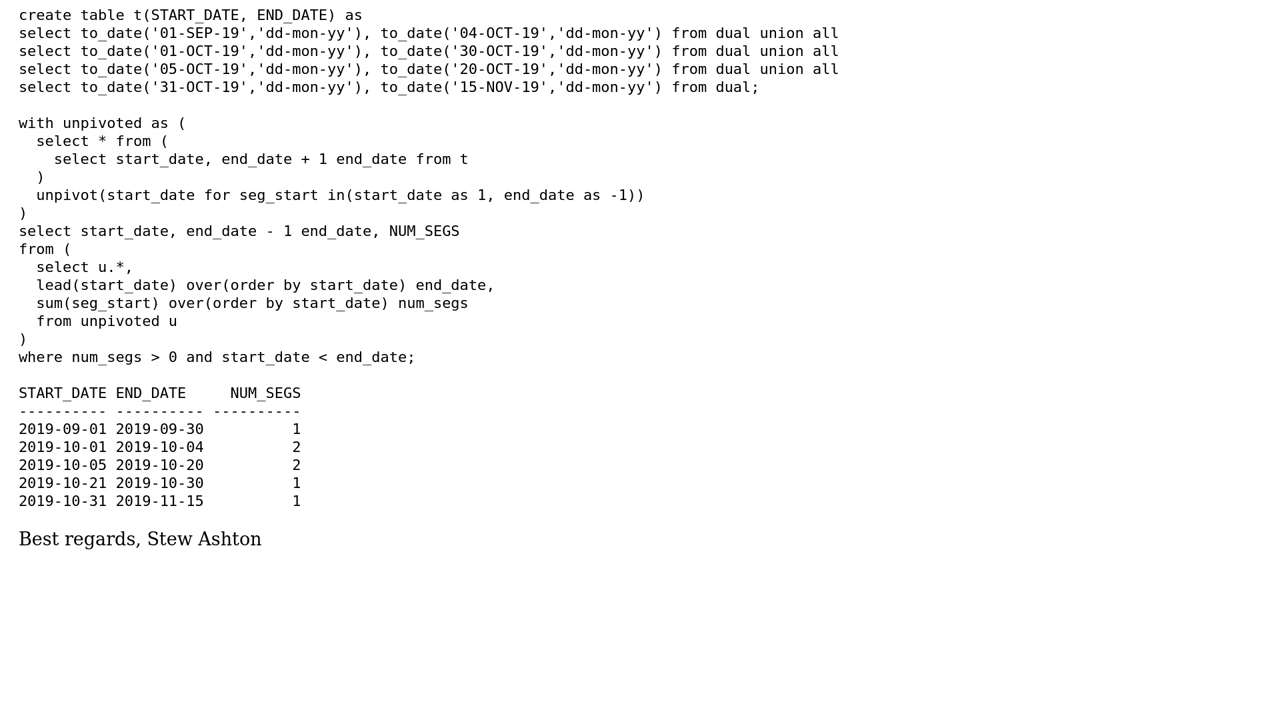 create table t(START_DATE, END_DATE) as
select to_date('01-SEP-19','dd-mon-yy'), to_date('04-OCT-19','dd-mon-yy') from dual union all
select to_date('01-OCT-19','dd-mon-yy'), to_date('30-OCT-19','dd-mon-yy') from dual union all
select to_date('05-OCT-19','dd-mon-yy'), to_date('20-OCT-19','dd-mon-yy') from dual union all
select to_date('31-OCT-19','dd-mon-yy'), to_date('15-NOV-19','dd-mon-yy') from dual;

with unpivoted as (
  select * from (
    select start_date, end_date + 1 end_date from t
  )
  unpivot(start_date for seg_start in(start_date as 1, end_date as -1))
)
select start_date, end_date - 1 end_date, NUM_SEGS
from (
  select u.*,
  lead(start_date) over(order by start_date) end_date,
  sum(seg_start) over(order by start_date) num_segs
  from unpivoted u
)
where num_segs > 0 and start_date < end_date;

START_DATE END_DATE     NUM_SEGS
---------- ---------- ----------
2019-09-01 2019-09-30          1
2019-10-01 2019-10-04          2
2019-10-05 2019-10-20          2
2019-10-21 2019-10-30          1
2019-10-31 2019-11-15          1

Best regards, Stew Ashton